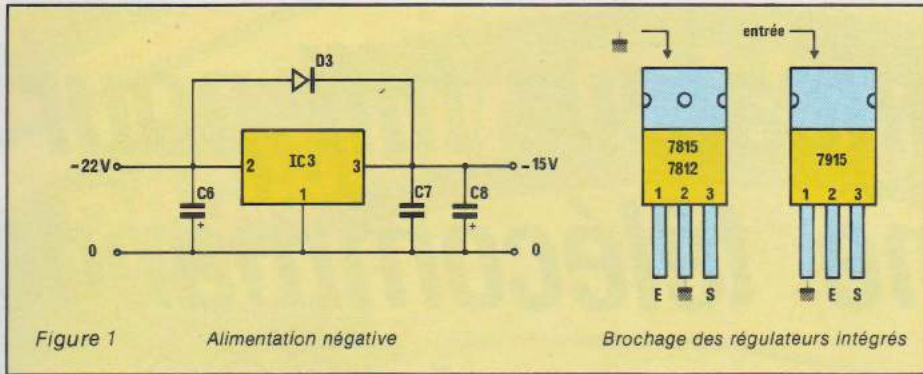 D3
-22V
2
IC3
3
-15V
1
C6
+
C7
C8
+
0
0
Figure 1
Alimentation négative
entrée
7815
7812
1 2 3
E S
7915
1 2 3
E S
Brochage des régulateurs intégrés